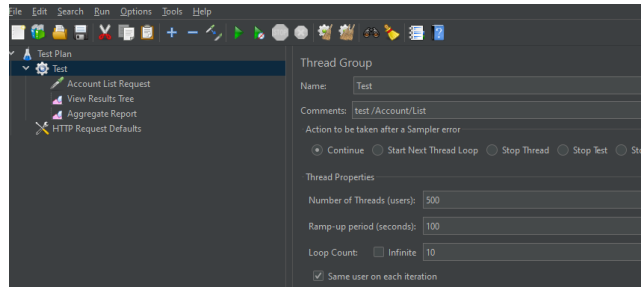 File Edit Search Run Options Tools Help
Test Plan
Test
Account List Request
View Results Tree
Aggregate Report
HTTP Request Defaults
Thread Group
Name: Test
Comments: test /Account/List
Action to be taken after a Sampler error
Continue Start Next Thread Loop Stop Thread Stop Test
Thread Properties
Number of Threads (users): 500
Ramp-up period (seconds): 100
Loop Count: Infinite 10
Same user on each iteration